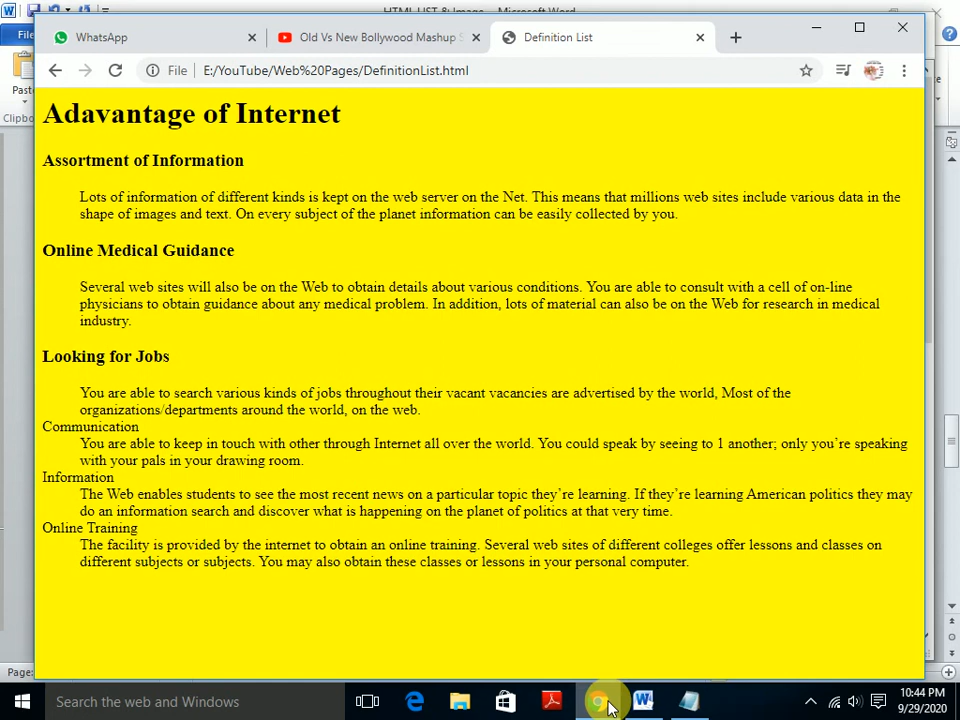 HTML LIST & Image - Microsoft Word
File
WhatsApp
Old Vs New Bollywood Mashup S
Definition List
File
E:/YouTube/Web%20Pages/DefinitionList.html
Past
Clipbo
Adavantage of Internet
Assortment of Information
Lots of information of different kinds is kept on the web server on the Net. This means that millions web sites include various data in the
shape of images and text. On every subject of the planet information can be easily collected by you.
Online Medical Guidance
Several web sites will also be on the Web to obtain details about various conditions. You are able to consult with a cell of on-line
physicians to obtain guidance about any medical problem. In addition, lots of material can also be on the Web for research in medical
industry.
Looking for Jobs
You are able to search various kinds of jobs throughout their vacant vacancies are advertised by the world, Most of the
organizations/departments around the world, on the web.
Communication
You are able to keep in touch with other through Internet all over the world. You could speak by seeing to 1 another; only you’re speaking
with your pals in your drawing room.
Information
The Web enables students to see the most recent news on a particular topic they’re learning. If they’re learning American politics they may
do an information search and discover what is happening on the planet of politics at that very time.
Online Training
The facility is provided by the internet to obtain an online training. Several web sites of different colleges offer lessons and classes on
different subjects or subjects. You may also obtain these classes or lessons in your personal computer.
Page:
Search the web and Windows
10:44 PM
9/29/2020